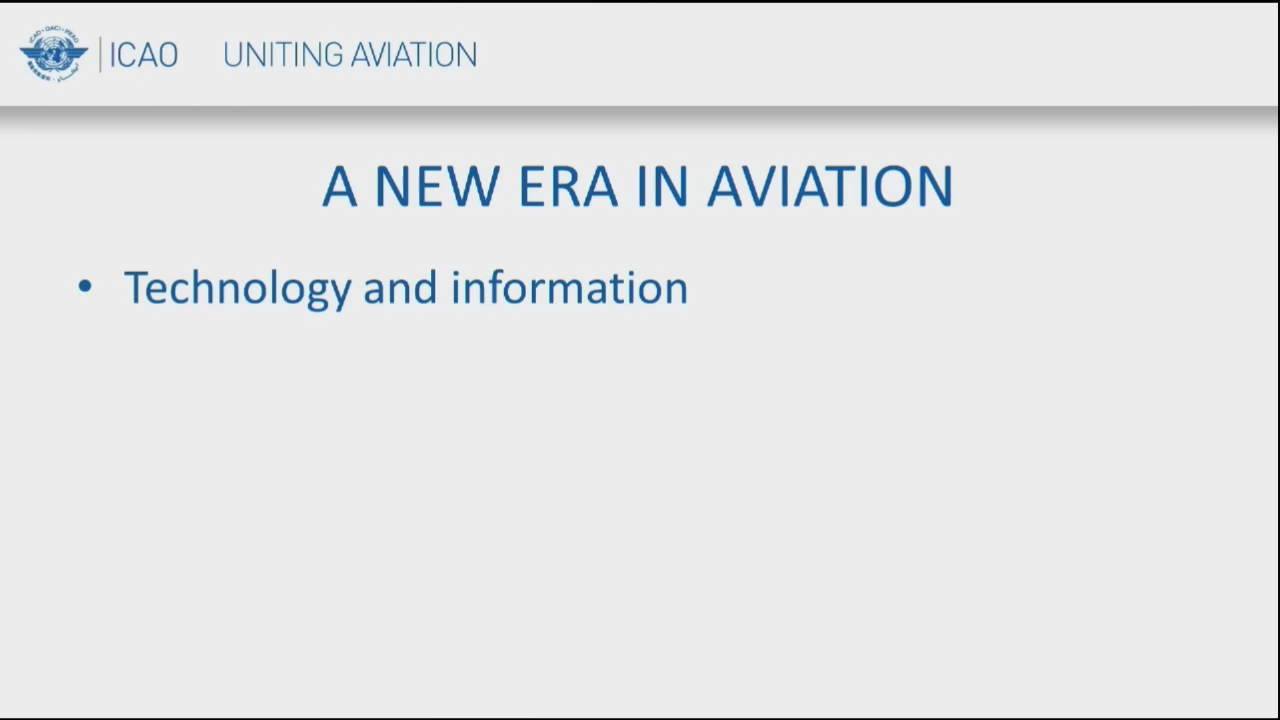 ICAO UNITING AVIATION
A NEW ERA IN AVIATION
• Technology and information